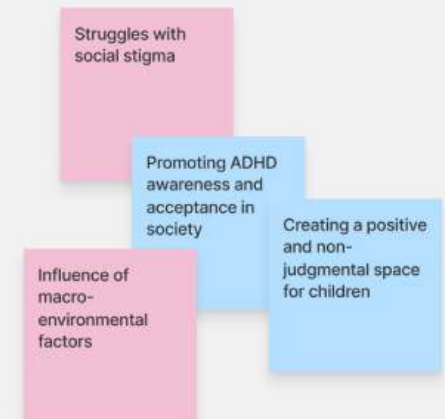 Struggles with
social stigma
Promoting ADHD
awareness and
acceptance in
society
Creating a positive
and non-
judgmental space
for children
Influence of
macro-
environmental
factors